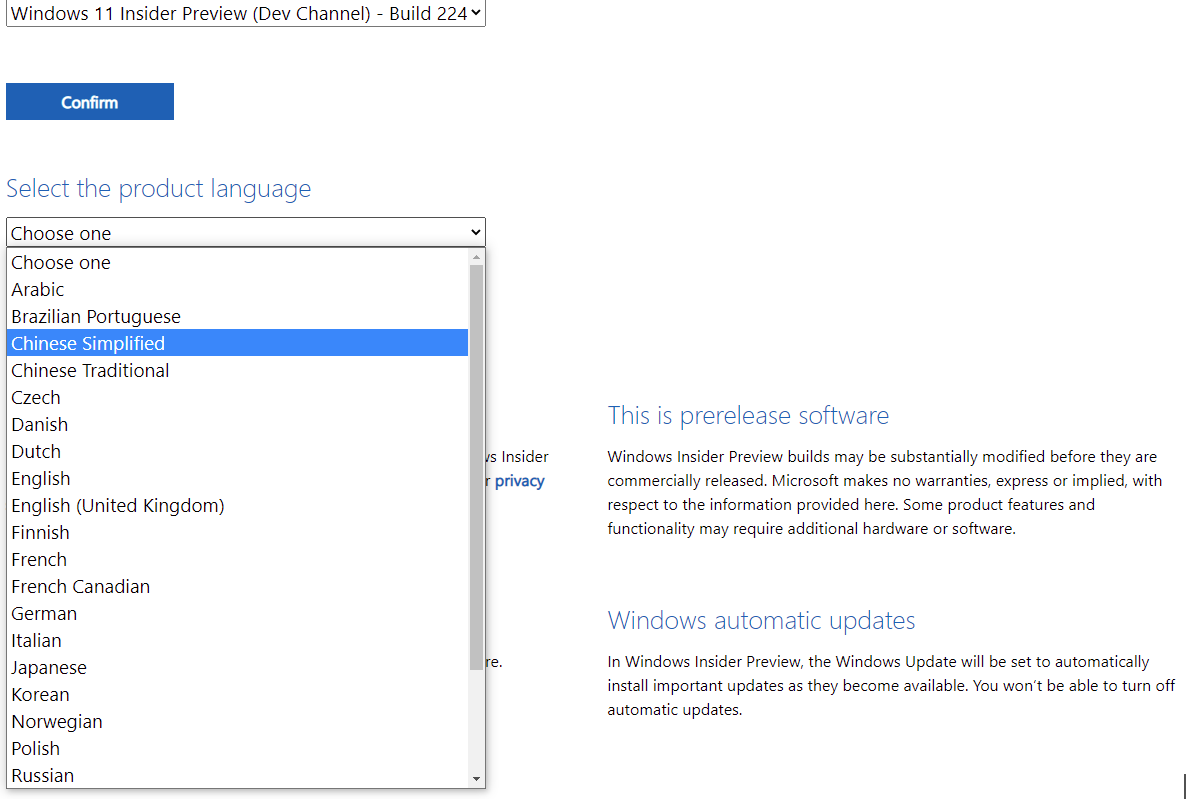 Windows 11 Insider Preview (Dev Channel) - Build 224
Confirm
Select the product language
Choose one
Choose one
Arabic
Brazilian Portuguese
Chinese Simplified
Chinese Traditional
Czech
Danish
Dutch
English
English (United Kingdom)
Finnish
French
French Canadian
German
Italian
Japanese
Korean
Norwegian
Polish
Russian
Insider
privacy
re.
This is prerelease software
Windows Insider Preview builds may be substantially modified before they are
commercially released. Microsoft makes no warranties, express or implied, with
respect to the information provided here. Some product features and
functionality may require additional hardware or software.
Windows automatic updates
In Windows Insider Preview, the Windows Update will be set to automatically
install important updates as they become available. You won’t be able to turn off
automatic updates.